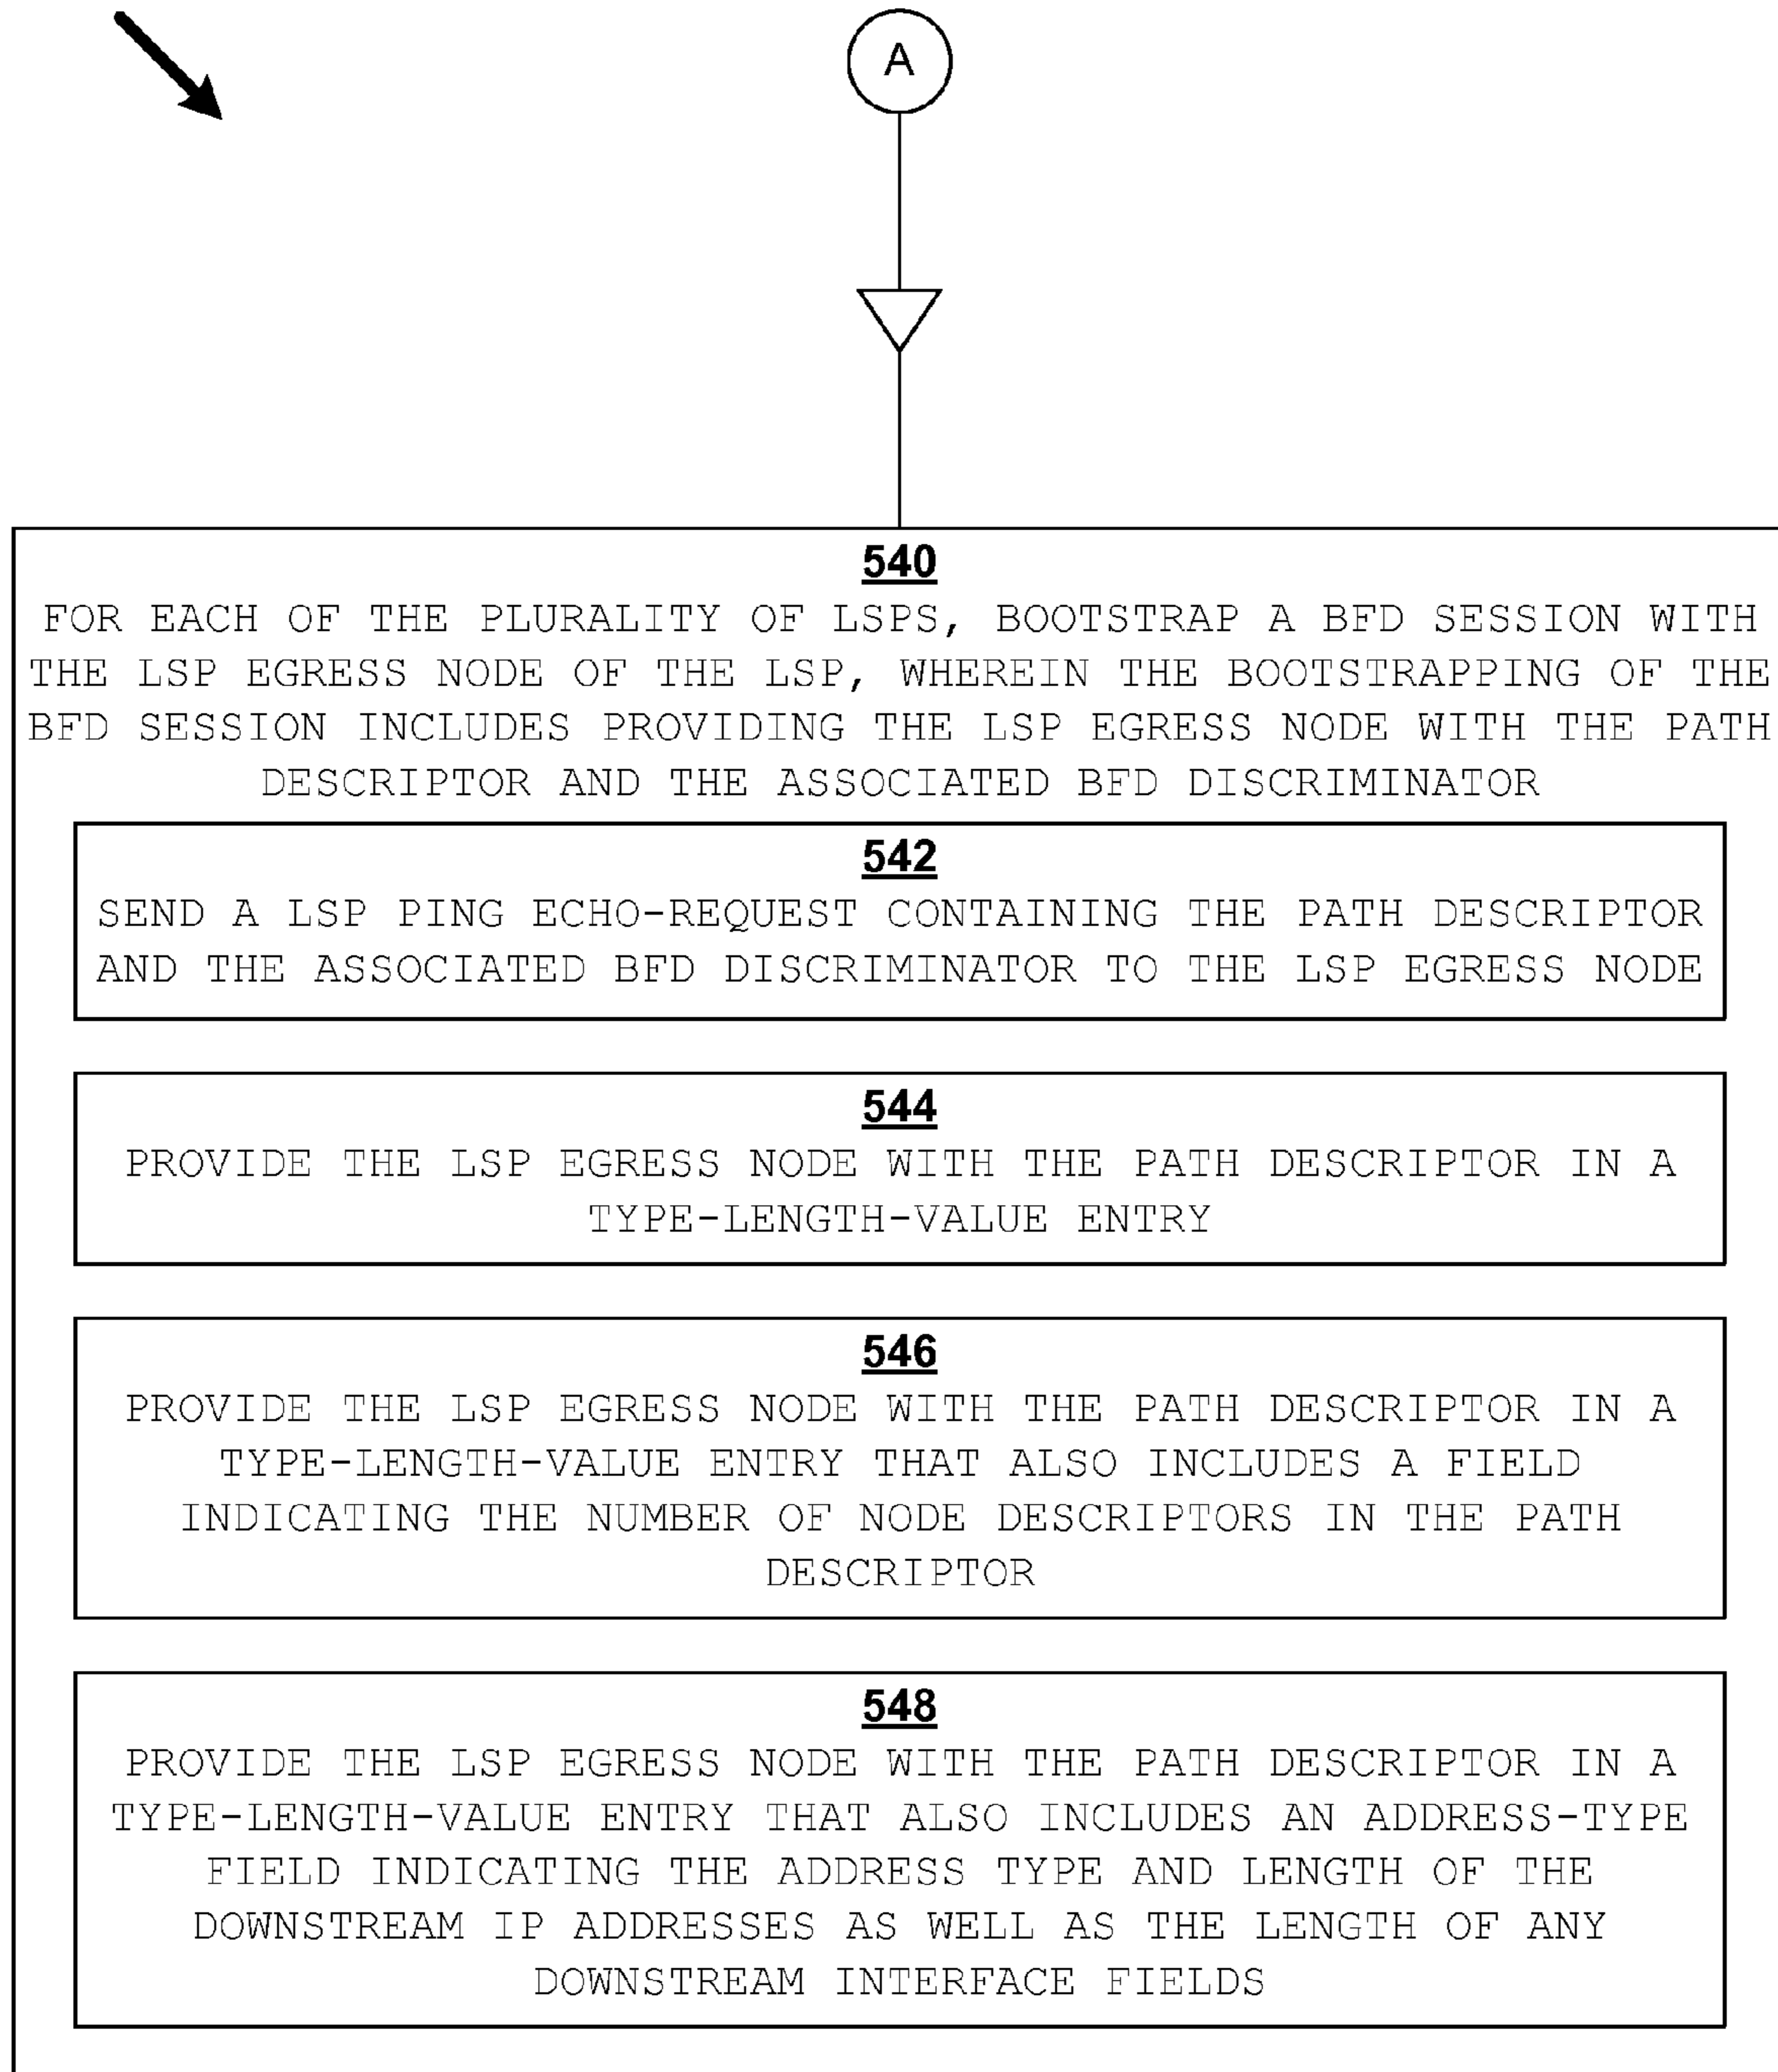 A
540
FOR EACH OF THE PLURALITY OF LSPS, BOOTSTRAP A BFD SESSION WITH
THE LSP EGRESS NODE OF THE LSP, WHEREIN THE BOOTSTRAPPING OF THE
BFD SESSION INCLUDES PROVIDING THE LSP EGRESS NODE WITH THE PATH
DESCRIPTOR AND THE ASSOCIATED BFD DISCRIMINATOR
542
SEND A LSP PING ECHO-REQUEST CONTAINING THE PATH DESCRIPTOR
AND THE ASSOCIATED BFD DISCRIMINATOR TO THE LSP EGRESS NODE
544
PROVIDE THE LSP EGRESS NODE WITH THE PATH DESCRIPTOR IN A
TYPE-LENGTH-VALUE ENTRY
546
PROVIDE THE LSP EGRESS NODE WITH THE PATH DESCRIPTOR IN A
TYPE-LENGTH-VALUE ENTRY THAT ALSO INCLUDES A FIELD
INDICATING THE NUMBER OF NODE DESCRIPTORS IN THE PATH
DESCRIPTOR
548
PROVIDE THE LSP EGRESS NODE WITH THE PATH DESCRIPTOR IN A
TYPE-LENGTH-VALUE ENTRY THAT ALSO INCLUDES AN ADDRESS-TYPE
FIELD INDICATING THE ADDRESS TYPE AND LENGTH OF THE
DOWNSTREAM IP ADDRESSES AS WELL AS THE LENGTH OF ANY
DOWNSTREAM INTERFACE FIELDS